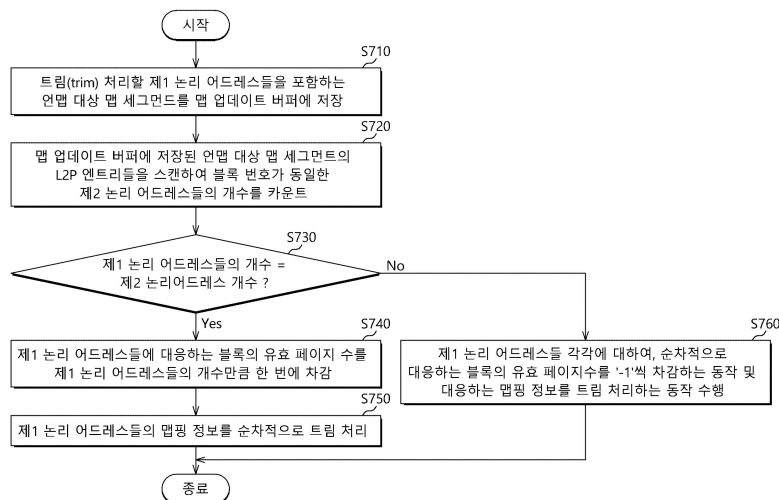 시작
S710
트림(trim) 처리할 제1 논리 어드레스들을 포함하는
언맵 대상 맵 세그먼드를 맵 업데이트 버퍼에 저장
S720
맵 업데이트 버퍼에 저장된 언맵 대상 맵 세그먼트의
L2P 엔트리들을 스캔하여 블록 번호가 동일한
제2 논리 어드레스들의 개수를 카운트
S730
제1 논리 어드레스들의 개수 =
제2 논리어드레스 개수 ?
No
Yes
S740
제1 논리 어드레스들에 대응하는 블록의 유효 페이지 수를
제1 논리 어드레스들의 개수만큼 한 번에 차감
S760
제1 논리 어드레스들 각각에 대하여, 순차적으로
대응하는 블록의 유효 페이지수를 '-1'씩 차감하는 동작 및
대응하는 맵핑 정보를 트림 처리하는 동작 수행
S750
제1 논리 어드레스들의 맵핑 정보를 순차적으로 트림 처리
종료